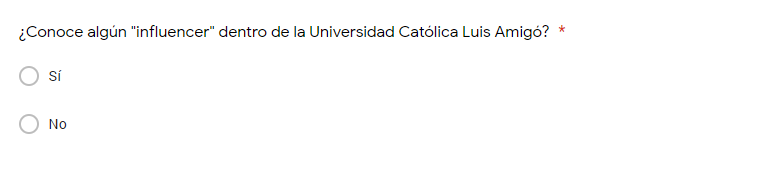 ¿Conoce algún "influencer" dentro de la Universidad Católica Luis Amigó? *
Sí
No